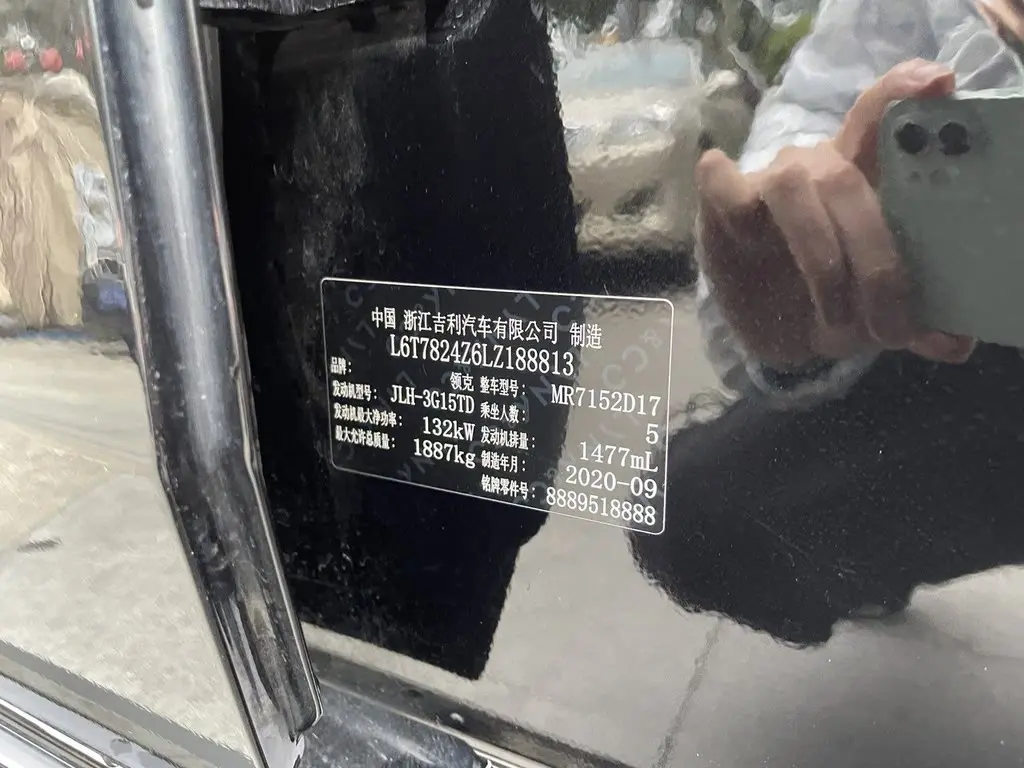 中国 浙江吉利汽车有限公司 制造
L6T7824Z6LZ188813
品牌: 领克 整车型号: MR7152D17
发动机型号: JLH-3G15TD 乘坐人数: 5
发动机最大净功率: 132kW 发动机排量: 1477mL
最大允许总质量: 1887kg 制造年月: 2020-09
铭牌零件号: 8889518888